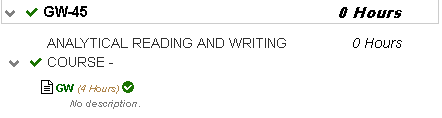 GW-45 0 Hours
ANALYTICAL READING AND WRITING 0 Hours
COURSE -
GW (4 Hours)
No description.